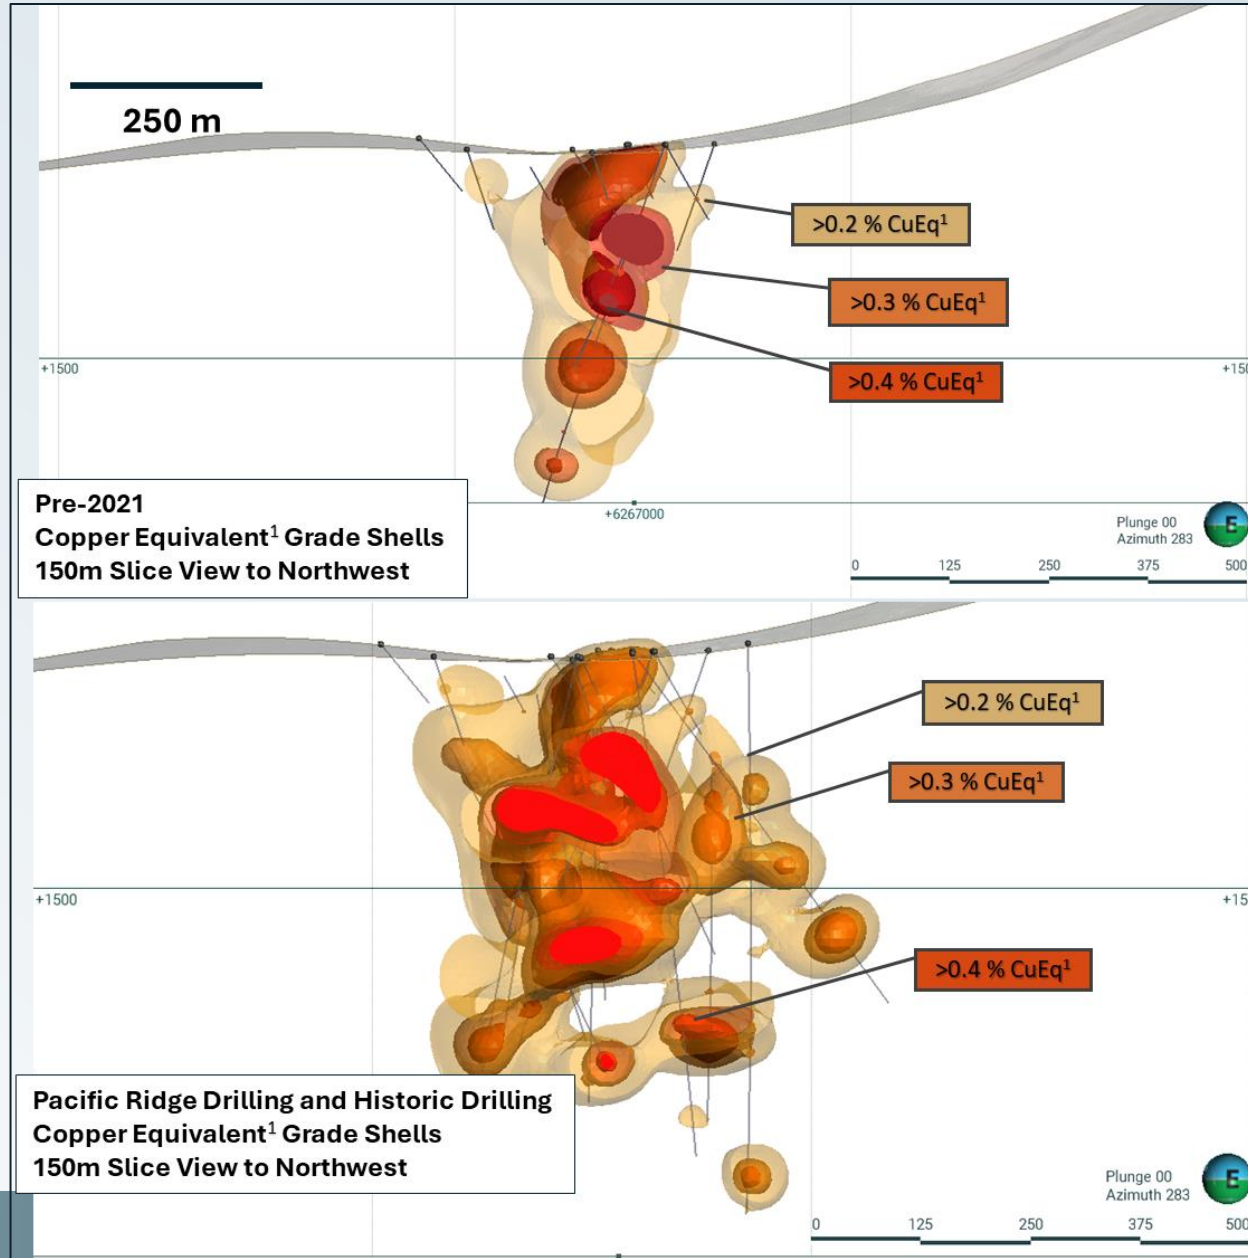 250 m
>0.2 % CuEq¹
>0.3 % CuEq¹
>0.4 % CuEq¹
+1500
+150
Pre-2021
Copper Equivalent¹ Grade Shells
150m Slice View to Northwest
+6267000
Plunge 00
Azimuth 283
E
0 125 250 375 500
>0.2 % CuEq¹
>0.3 % CuEq¹
+1500
+15
>0.4 % CuEq¹
Pacific Ridge Drilling and Historic Drilling
Copper Equivalent¹ Grade Shells
150m Slice View to Northwest
Plunge 00
Azimuth 283
E
0 125 250 375 500